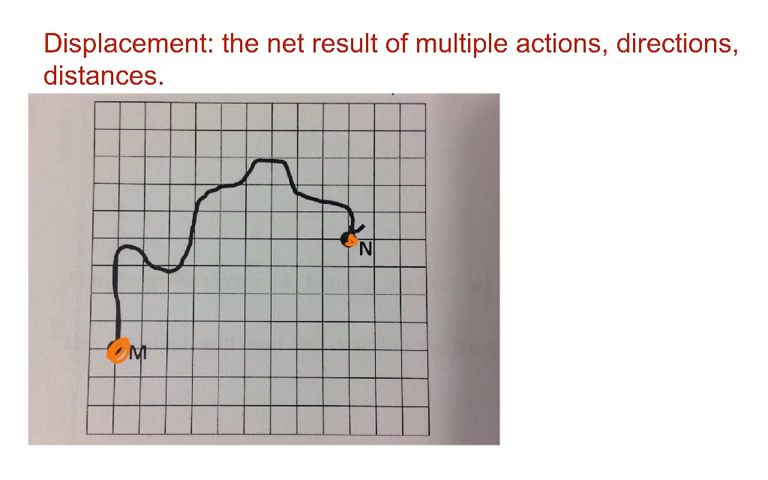 Displacement: the net result of multiple actions, directions,
distances.
N
M